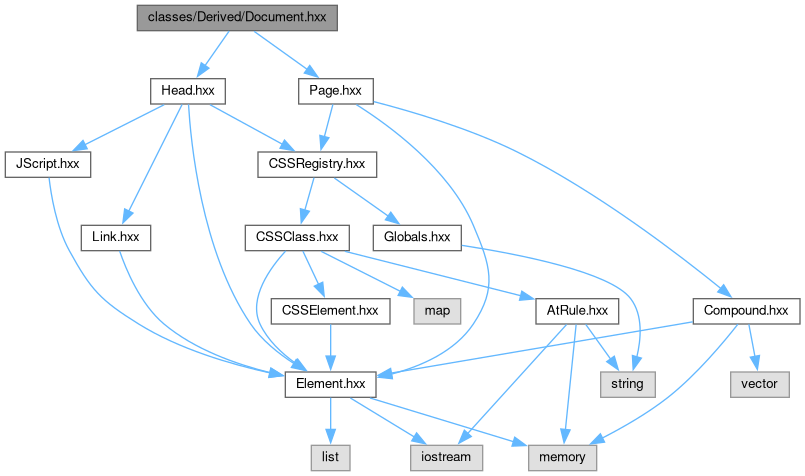 classes/Derived/Document.hxx
Head.hxx
Page.hxx
JScript.hxx
CSSRegistry.hxx
Link.hxx
CSSClass.hxx
Globals.hxx
CSSElement.hxx
map
AtRule.hxx
Compound.hxx
Element.hxx
string
vector
list
iostream
memory